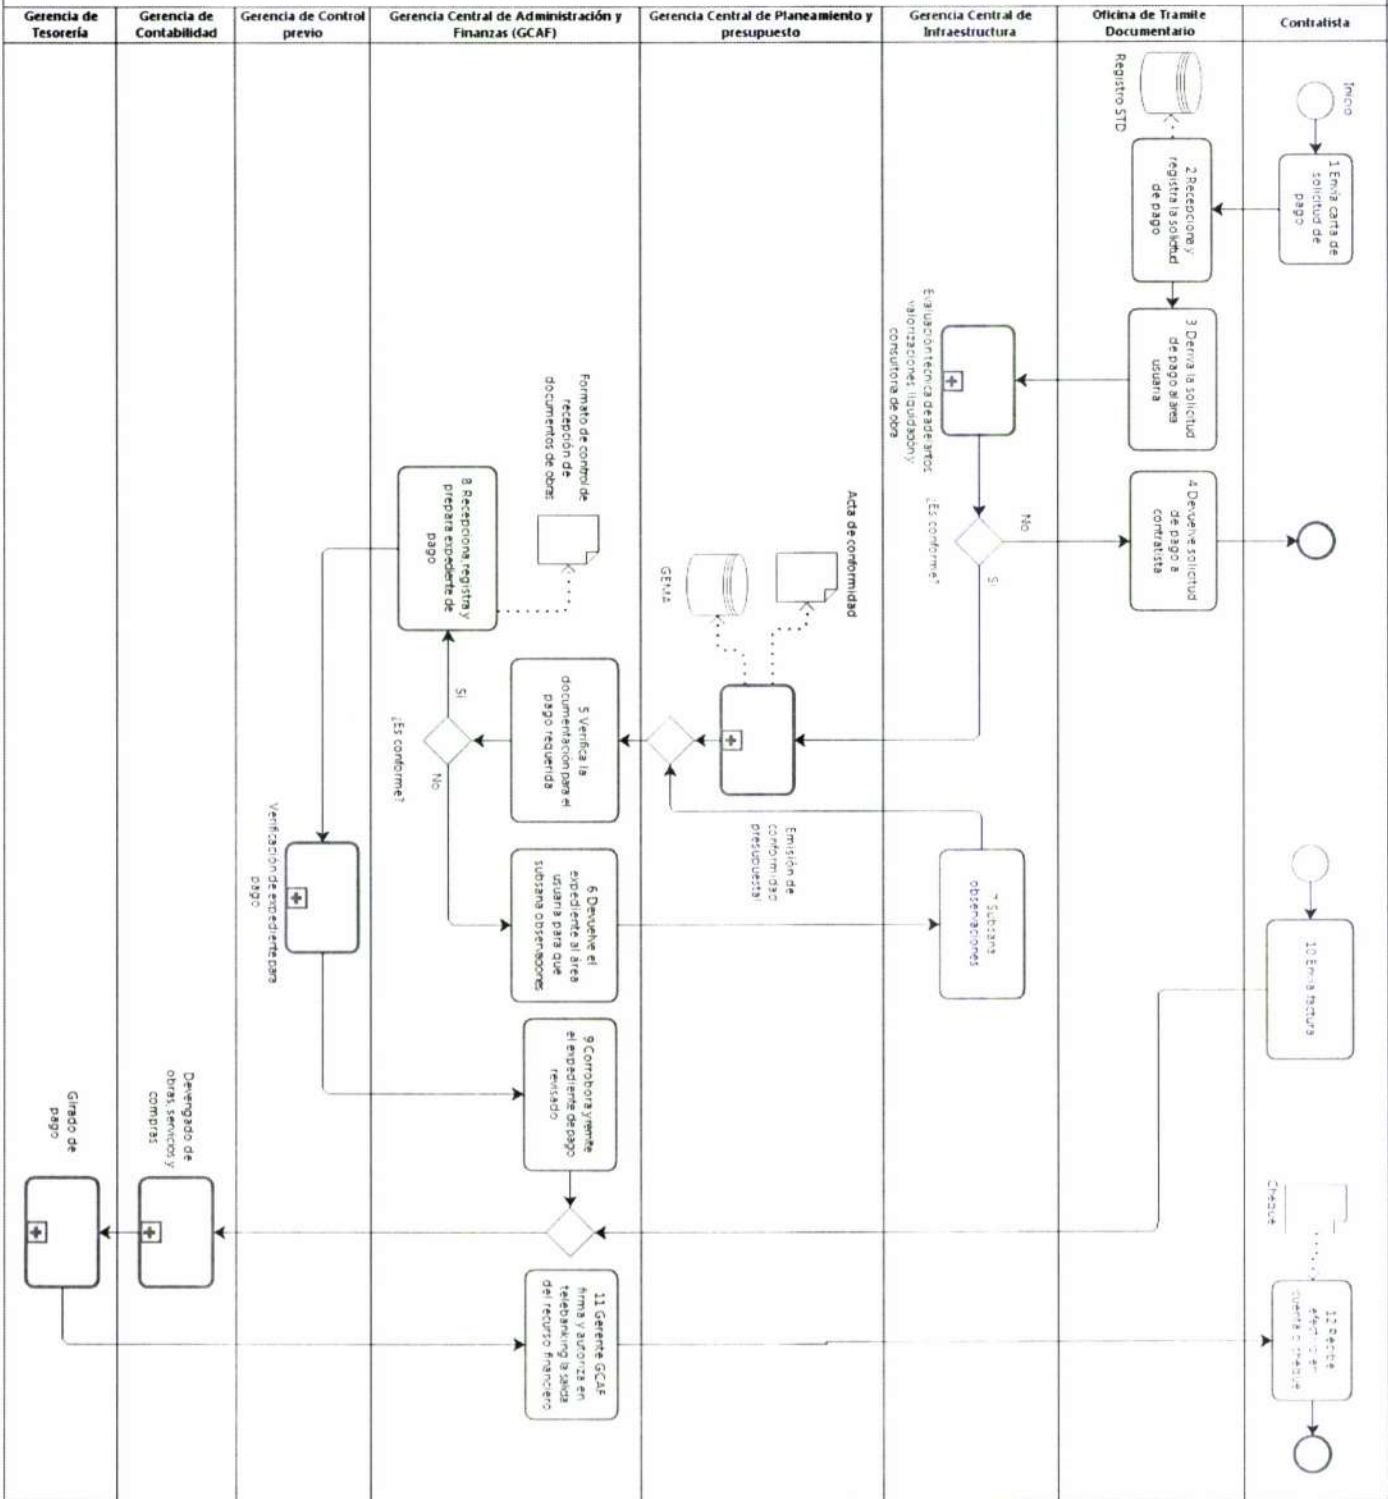 Gerencia de
Tesorería
Gerencia de
Contabilidad
Gerencia de Control
previo
Gerencia Central de Administración y
Finanzas (GCAF)
Gerencia Central de Planeamiento y
presupuesto
Gerencia Central de
Infraestructura
Oficina de Tramite
Documentario
Contratista
Inicio
1 Envía carta de
solicitud de
pago
Registro STD
2 Recepciona y
registra la solicitud
de pago
3 Deriva la solicitud
de pago al área
usuaria
4 Devuelve solicitud
de pago a
contratista
Evaluación técnica de adelantos
valorizaciones, liquidación y
consultoria de obra
¿Es conforme?
No
Si
Acta de conformidad
GEMA
Emisión de
conformidad
presupuestal
5 Verifica la
documentación para el
pago requerida
¿Es conforme?
Si
No
6 Devuelve el
expediente al área
usuaria para que
subsana observaciones
7 Subsana
observaciones
Formato de control de
recepción de
documentos de obras
8 Recepciona, registra y
prepara expediente de
pago
Verificación de expediente para
pago
9 Corrobora y remite
el expediente de pago
revisado
10 Envia factura
Devengado de
obras, servicios y
compras
Girado de
pago
11 Gerente GCAF
firma y autoriza en
telebanking la salida
del recurso financiero
Cheque
12 Recibe
efectivo en
cuenta o cheque